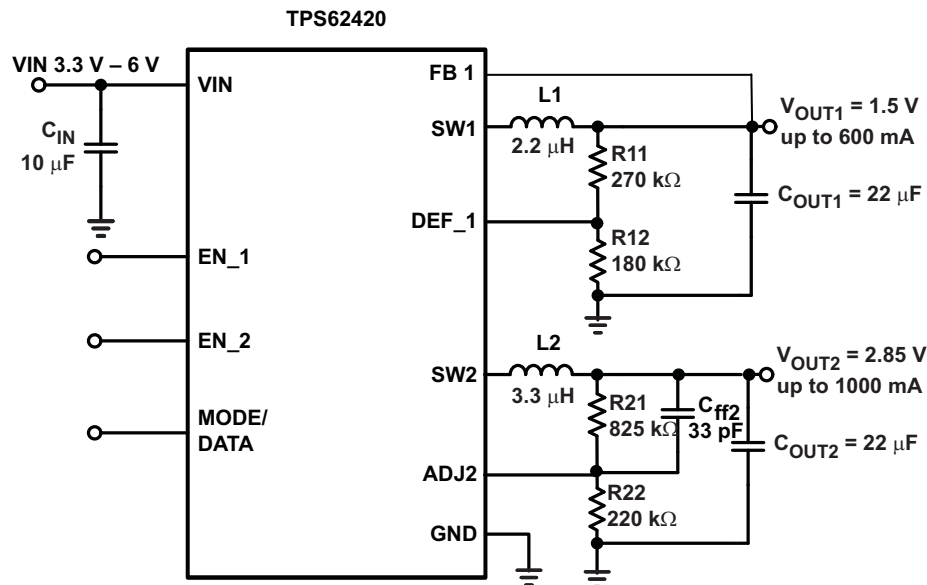 TPS62420
VIN 3.3 V – 6 V
VIN
FB 1
L1
C_IN
10 μF
SW1
2.2 μH
V_OUT1 = 1.5 V
up to 600 mA
R11
270 kΩ
C_OUT1 = 22 μF
DEF_1
R12
180 kΩ
EN_1
EN_2
L2
SW2
3.3 μH
V_OUT2 = 2.85 V
up to 1000 mA
R21
825 kΩ
C_ff2
33 pF
C_OUT2 = 22 μF
MODE/
DATA
ADJ2
R22
220 kΩ
GND